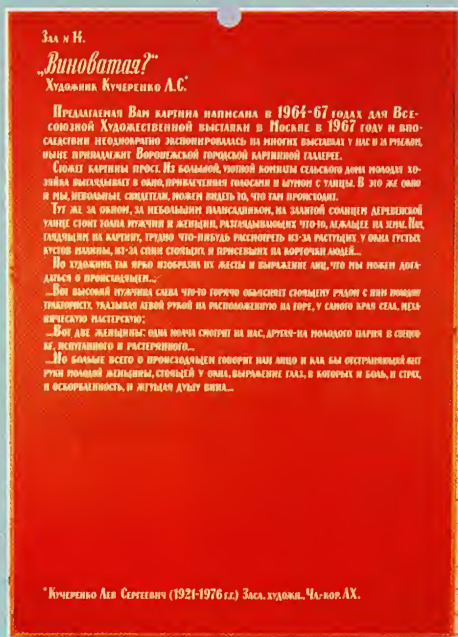 Зал № 14.
„Виноватая?"
Художник Кучеренко Л.С.*
Предлагаемая Вам картина написана в 1964-67 годах для Все-
союзной Художественной выставки в Москве в 1967 году и впо-
следствии неоднократно экспонировалась на многих выставках у нас и за рубежом,
ныне принадлежит Воронежской городской картинной галлерее.
Сюжет картины прост. Из большой, уютной комнаты сельского дома молодая хо-
зяйка выглядывает в окно, привлеченная голосами и шумом с улицы. В это же окно
и мы, невольные свидетели, можем видеть то, что там происходит.
Тут же за окном, за небольшим палисадником, на залитой солнцем деревенской
улице стоит толпа мужчин и женщин, разглядывающих что-то, лежащее на земле. Нам,
глядящим на картину, трудно что-нибудь рассмотреть из-за растущих у окна густых
кустов малины, из-за спин стоящих и присевших на корточки людей...
Но художник так ярко изобразил их жесты и выражение лиц, что мы можем дога-
даться о происходящем...
...Вот высокий мужчина слева что-то горячо объясняет стоящему рядом с ним молодому
трактористу, указывая левой рукой на расположенную на горе, у самого края села, меха-
ническую мастерскую;
...Вот две женщины: одна молча смотрит на нас, другая-на молодого парня в спецов-
ке, испуганного и растерянного...
...Но больше всего о происходящем говорит нам лицо и как бы отстраняющий жест
руки молодой женщины, стоящей у окна, выражение глаз, в которых и боль, и страх,
и оскорбленность, и жгущая душу вина...
*Кучеренко Лев Сергеевич (1921-1976 г.г.) Засл. художн., Чл.-кор. АХ.